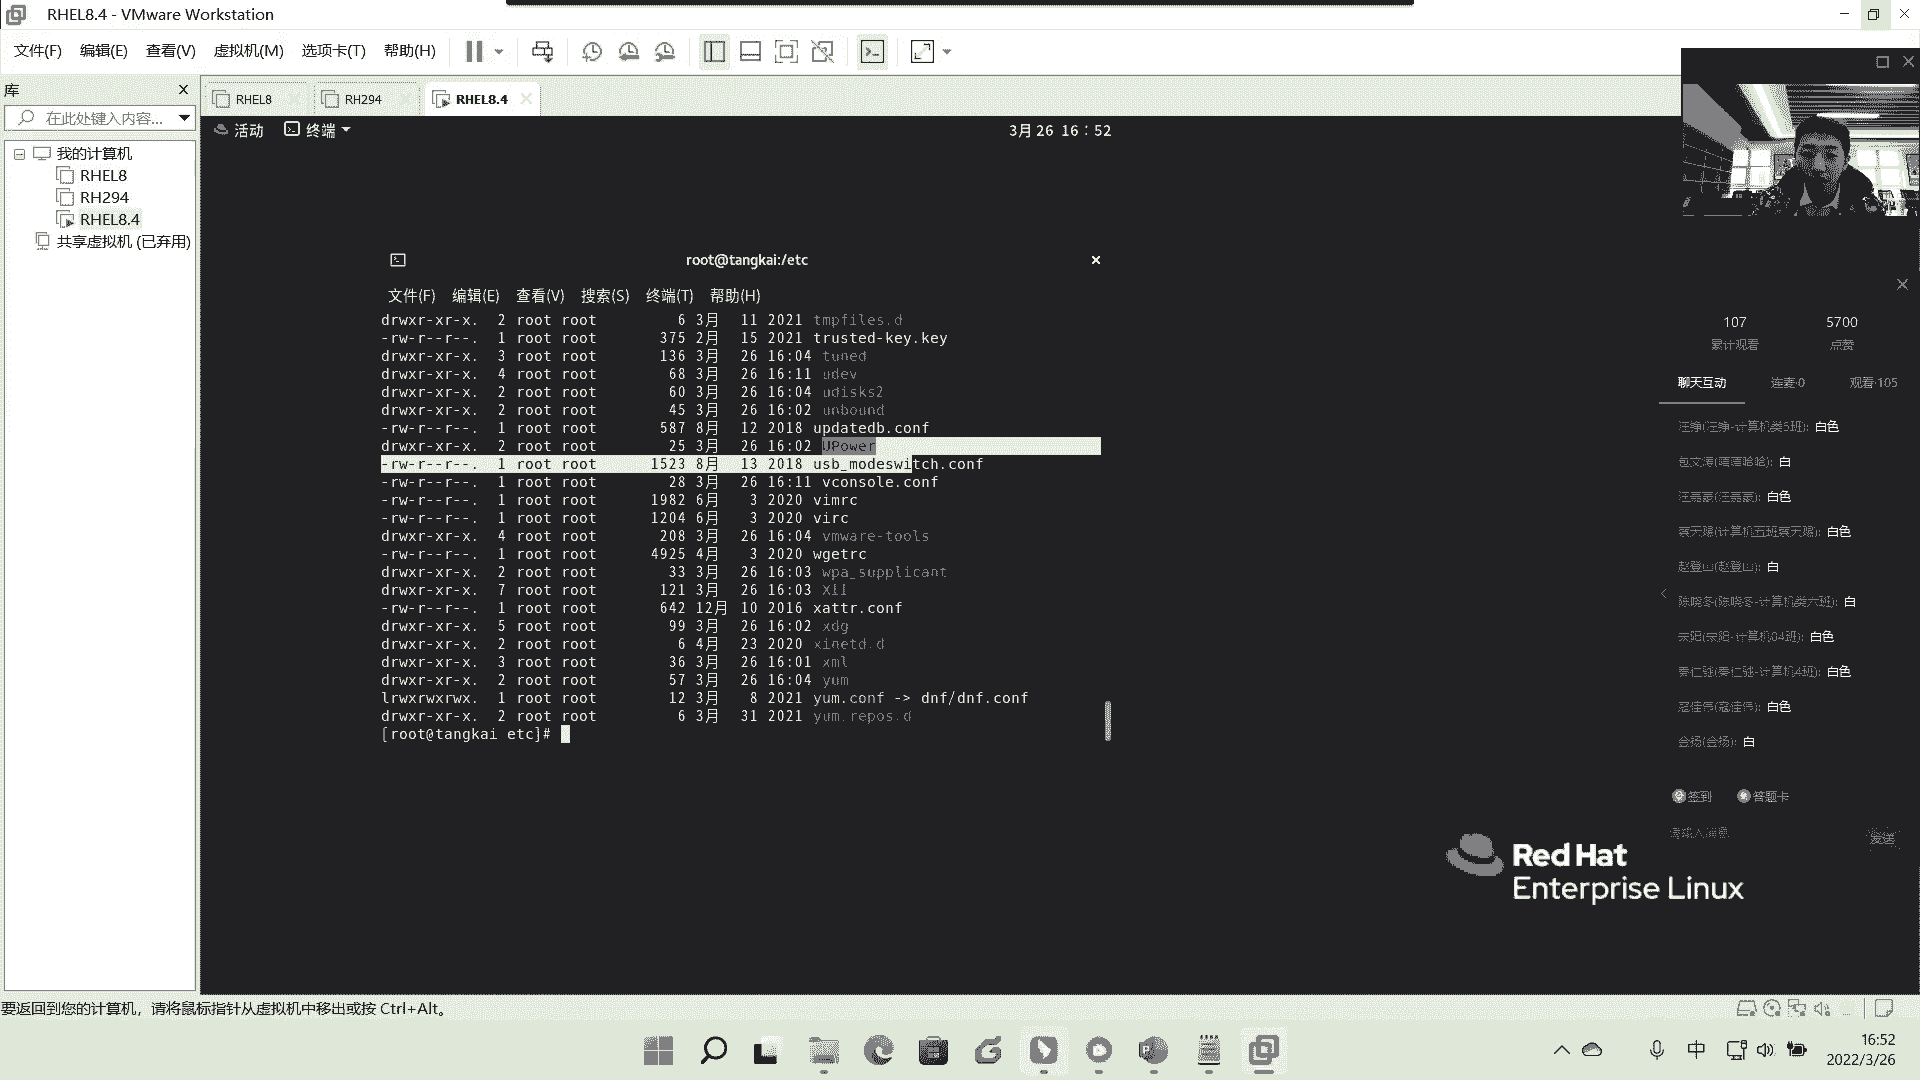 RHEL8.4 - VMware Workstation
文件(F) 编辑(E) 查看(V) 虚拟机(M) 选项卡(T) 帮助(H)
库
在此处键入内容...
我的计算机
RHEL8
RH294
RHEL8.4
共享虚拟机 (已弃用)
RHEL8 RH294 RHEL8.4
活动 终端 3月 26 16：52
root@tangkai:/etc
文件(F) 编辑(E) 查看(V) 搜索(S) 终端(T) 帮助(H)
drwxr-xr-x. 2 root root 6 3月 11 2021 tmpfiles.d
-rw-r--r--. 1 root root 375 2月 15 2021 trusted-key.key
drwxr-xr-x. 3 root root 136 3月 26 16:04 tuned
drwxr-xr-x. 4 root root 68 3月 26 16:11 udev
drwxr-xr-x. 2 root root 60 3月 26 16:04 udisks2
drwxr-xr-x. 2 root root 45 3月 26 16:02 unbound
-rw-r--r--. 1 root root 587 8月 12 2018 updatedb.conf
drwxr-xr-x. 2 root root 25 3月 26 16:02 UPower
-rw-r--r--. 1 root root 1523 8月 13 2018 usb_modeswitch.conf
-rw-r--r--. 1 root root 28 3月 26 16:11 vconsole.conf
-rw-r--r--. 1 root root 1982 6月 3 2020 vimrc
-rw-r--r--. 1 root root 1204 6月 3 2020 virc
drwxr-xr-x. 4 root root 208 3月 26 16:04 vmware-tools
-rw-r--r--. 1 root root 4925 4月 3 2020 wgetrc
drwxr-xr-x. 2 root root 33 3月 26 16:03 wpa_supplicant
drwxr-xr-x. 7 root root 121 3月 26 16:03 X11
-rw-r--r--. 1 root root 642 12月 10 2016 xattr.conf
drwxr-xr-x. 5 root root 99 3月 26 16:02 xdg
drwxr-xr-x. 2 root root 6 4月 23 2020 xinetd.d
drwxr-xr-x. 3 root root 36 3月 26 16:01 xml
drwxr-xr-x. 2 root root 57 3月 26 16:04 yum
lrwxrwxrwx. 1 root root 12 3月 8 2021 yum.conf -> dnf/dnf.conf
drwxr-xr-x. 2 root root 6 3月 31 2021 yum.repos.d
[root@tangkai etc]#
107 5700
累计观看 点赞
聊天互动 连麦·0 观看·105
白色
白
白色
白色
白
白
白色
白色
白色
白
签到 答题卡
请输入消息
发送
Red Hat
Enterprise Linux
要返回到您的计算机，请将鼠标指针从虚拟机中移出或按 Ctrl+Alt。
中
16:52
2022/3/26